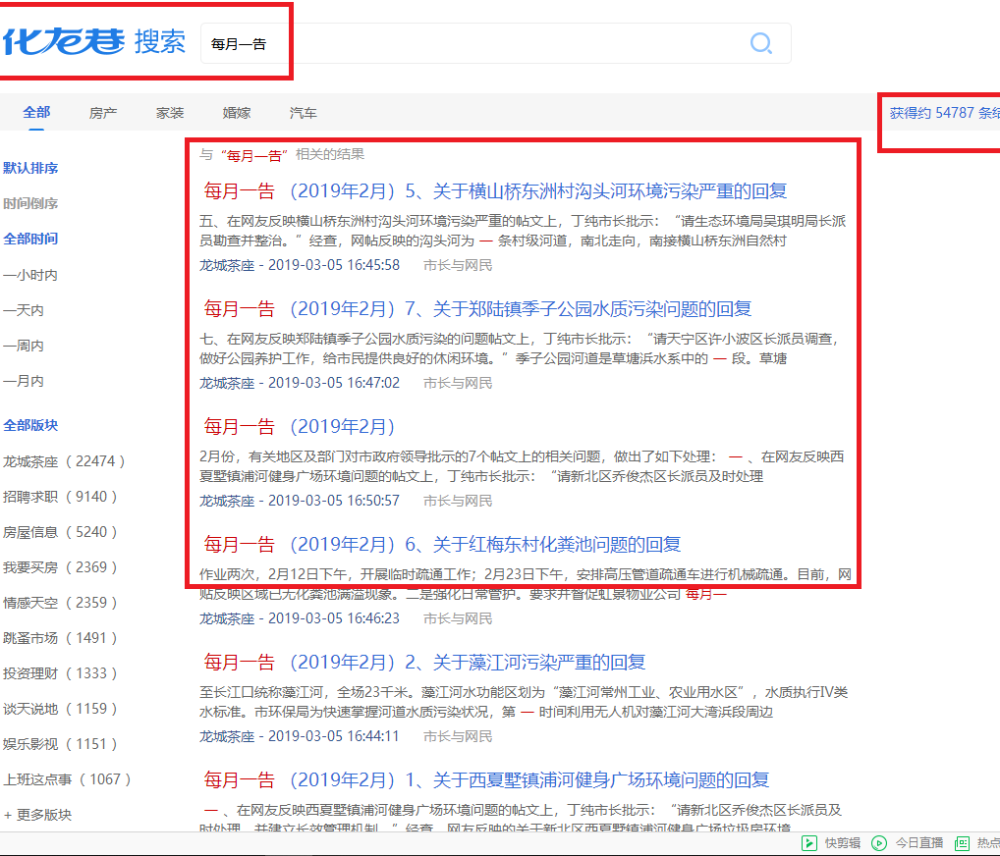 化龙巷 搜索 每月一告
全部 房产 家装 婚嫁 汽车 获得约 54787 条结
默认排序
时间倒序
全部时间
一小时内
一天内
一周内
一月内
全部版块
龙城茶座（ 22474 ）
招聘求职（ 9140 ）
房屋信息（ 5240 ）
我要买房（ 2369 ）
情感天空（ 2359 ）
跳蚤市场（ 1491 ）
投资理财（ 1333 ）
谈天说地（ 1159 ）
娱乐影视（ 1151 ）
上班这点事（ 1067 ）
+ 更多版块
与 “每月一告” 相关的结果
每月一告 （2019年2月）5、关于横山桥东洲村沟头河环境污染严重的回复
五、在网友反映横山桥东洲村沟头河环境污染严重的帖文上，丁纯市长批示： “请生态环境局吴琪明局长派
员勘查并整治。”经查，网帖反映的沟头河为 一 条村级河道，南北走向，南接横山桥东洲自然村
龙城茶座 - 2019-03-05 16:45:58 市长与网民
每月一告 （2019年2月）7、关于郑陆镇季子公园水质污染问题的回复
七、在网友反映郑陆镇季子公园水质污染的问题帖文上，丁纯市长批示： “请天宁区许小波区长派员调查，
做好公园养护工作，给市民提供良好的休闲环境。”季子公园河道是草塘浜水系中的 一 段。草塘
龙城茶座 - 2019-03-05 16:47:02 市长与网民
每月一告 （2019年2月）
2月份，有关地区及部门对市政府领导批示的7个帖文上的相关问题，做出了如下处理： 一 、在网友反映西
夏墅镇浦河健身广场环境问题的帖文上，丁纯市长批示： “请新北区乔俊杰区长派员及时处理
龙城茶座 - 2019-03-05 16:50:57 市长与网民
每月一告 （2019年2月）6、关于红梅东村化粪池问题的回复
作业两次，2月12日下午，开展临时疏通工作；2月23日下午，安排高压管道疏通车进行机械疏通。目前，网
贴反映区域已无化粪池满溢现象。二是强化日常管护。要求并督促虹景物业公司 每月一
龙城茶座 - 2019-03-05 16:46:23 市长与网民
每月一告 （2019年2月）2、关于藻江河污染严重的回复
至长江口统称藻江河，全场23千米。藻江河水功能区划为“藻江河常州工业、农业用水区”，水质执行IV类
水标准。市环保局为快速掌握河道水质污染状况，第 一 时间利用无人机对藻江河大湾浜段周边
龙城茶座 - 2019-03-05 16:44:11 市长与网民
每月一告 （2019年2月）1、关于西夏墅镇浦河健身广场环境问题的回复
一 、在网友反映西夏墅镇浦河健身广场环境问题的帖文上，丁纯市长批示： “请新北区乔俊杰区长派员及
时处理，并建立长效管理机制。”经查，网友反映的关于新北区西夏墅镇浦河健身广场垃圾房环境
快剪辑 今日直播 热点